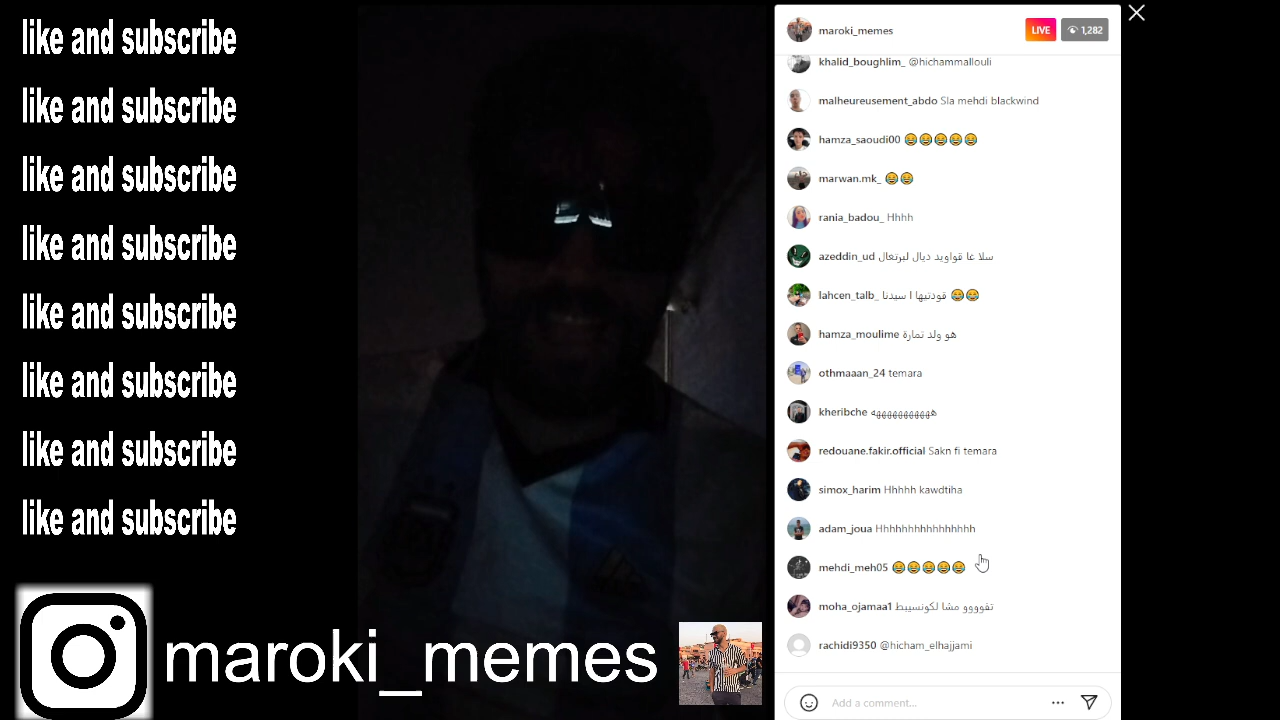 like and subscribe
like and subscribe
like and subscribe
like and subscribe
like and subscribe
like and subscribe
like and subscribe
like and subscribe
maroki_memes
maroki_memes LIVE 1,282
khalid_boughlim_ @hichammallouli
malheureusement_abdo Sla mehdi blackwind
hamza_saoudi00 😂😂😂😂😂
marwan.mk_ 😂😂
rania_badou_ Hhhh
azeddin_ud سلا عا قواويد ديال لبرتعال
lahcen_talb_ قودتيها ا سيدنا 😂😂
hamza_moulime هو ولد تمارة
othmaaan_24 temara
kheribche ههههههههههه
redouane.fakir.official Sakn fi temara
simox_harim Hhhhh kawdtiha
adam_joua Hhhhhhhhhhhhhhhh
mehdi_meh05 😂😂😂😂😂
moha_ojamaa1 تفوووو مشا لكونسيبط
rachidi9350 @hicham_elhajjami
Add a comment...